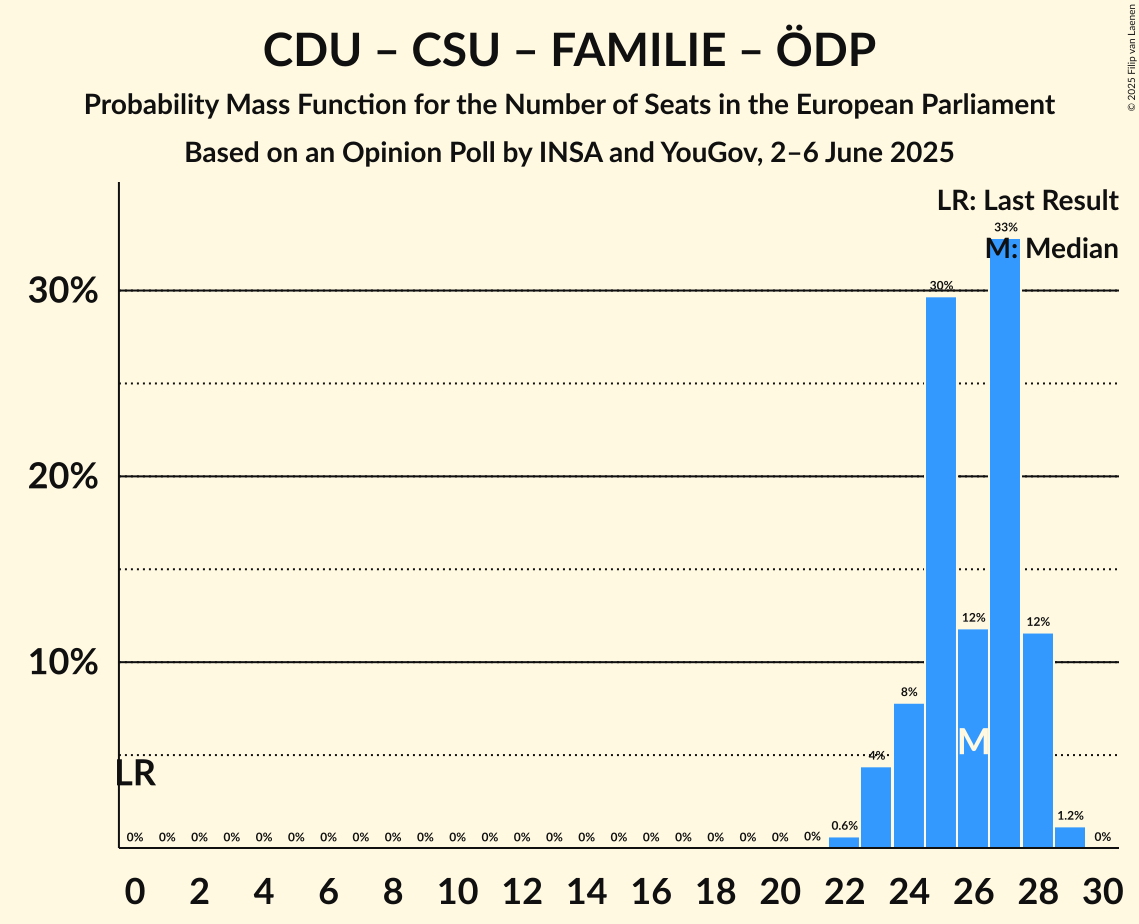 CDU – CSU – FAMILIE – ÖDP
Probability Mass Function for the Number of Seats in the European Parliament
Based on an Opinion Poll by INSA and YouGov, 2–6 June 2025
© 2025 Filip van Laenen
LR: Last Result
M: Median
33%
30%
30%
20%
12%
12%
10%
8%
M
4%
LR
0% 0% 0% 0% 0% 0% 0% 0% 0% 0% 0% 0% 0% 0% 0% 0% 0% 0% 0% 0% 0% 0% 0.6% 1.2% 0%
0 2 4 6 8 10 12 14 16 18 20 22 24 26 28 30